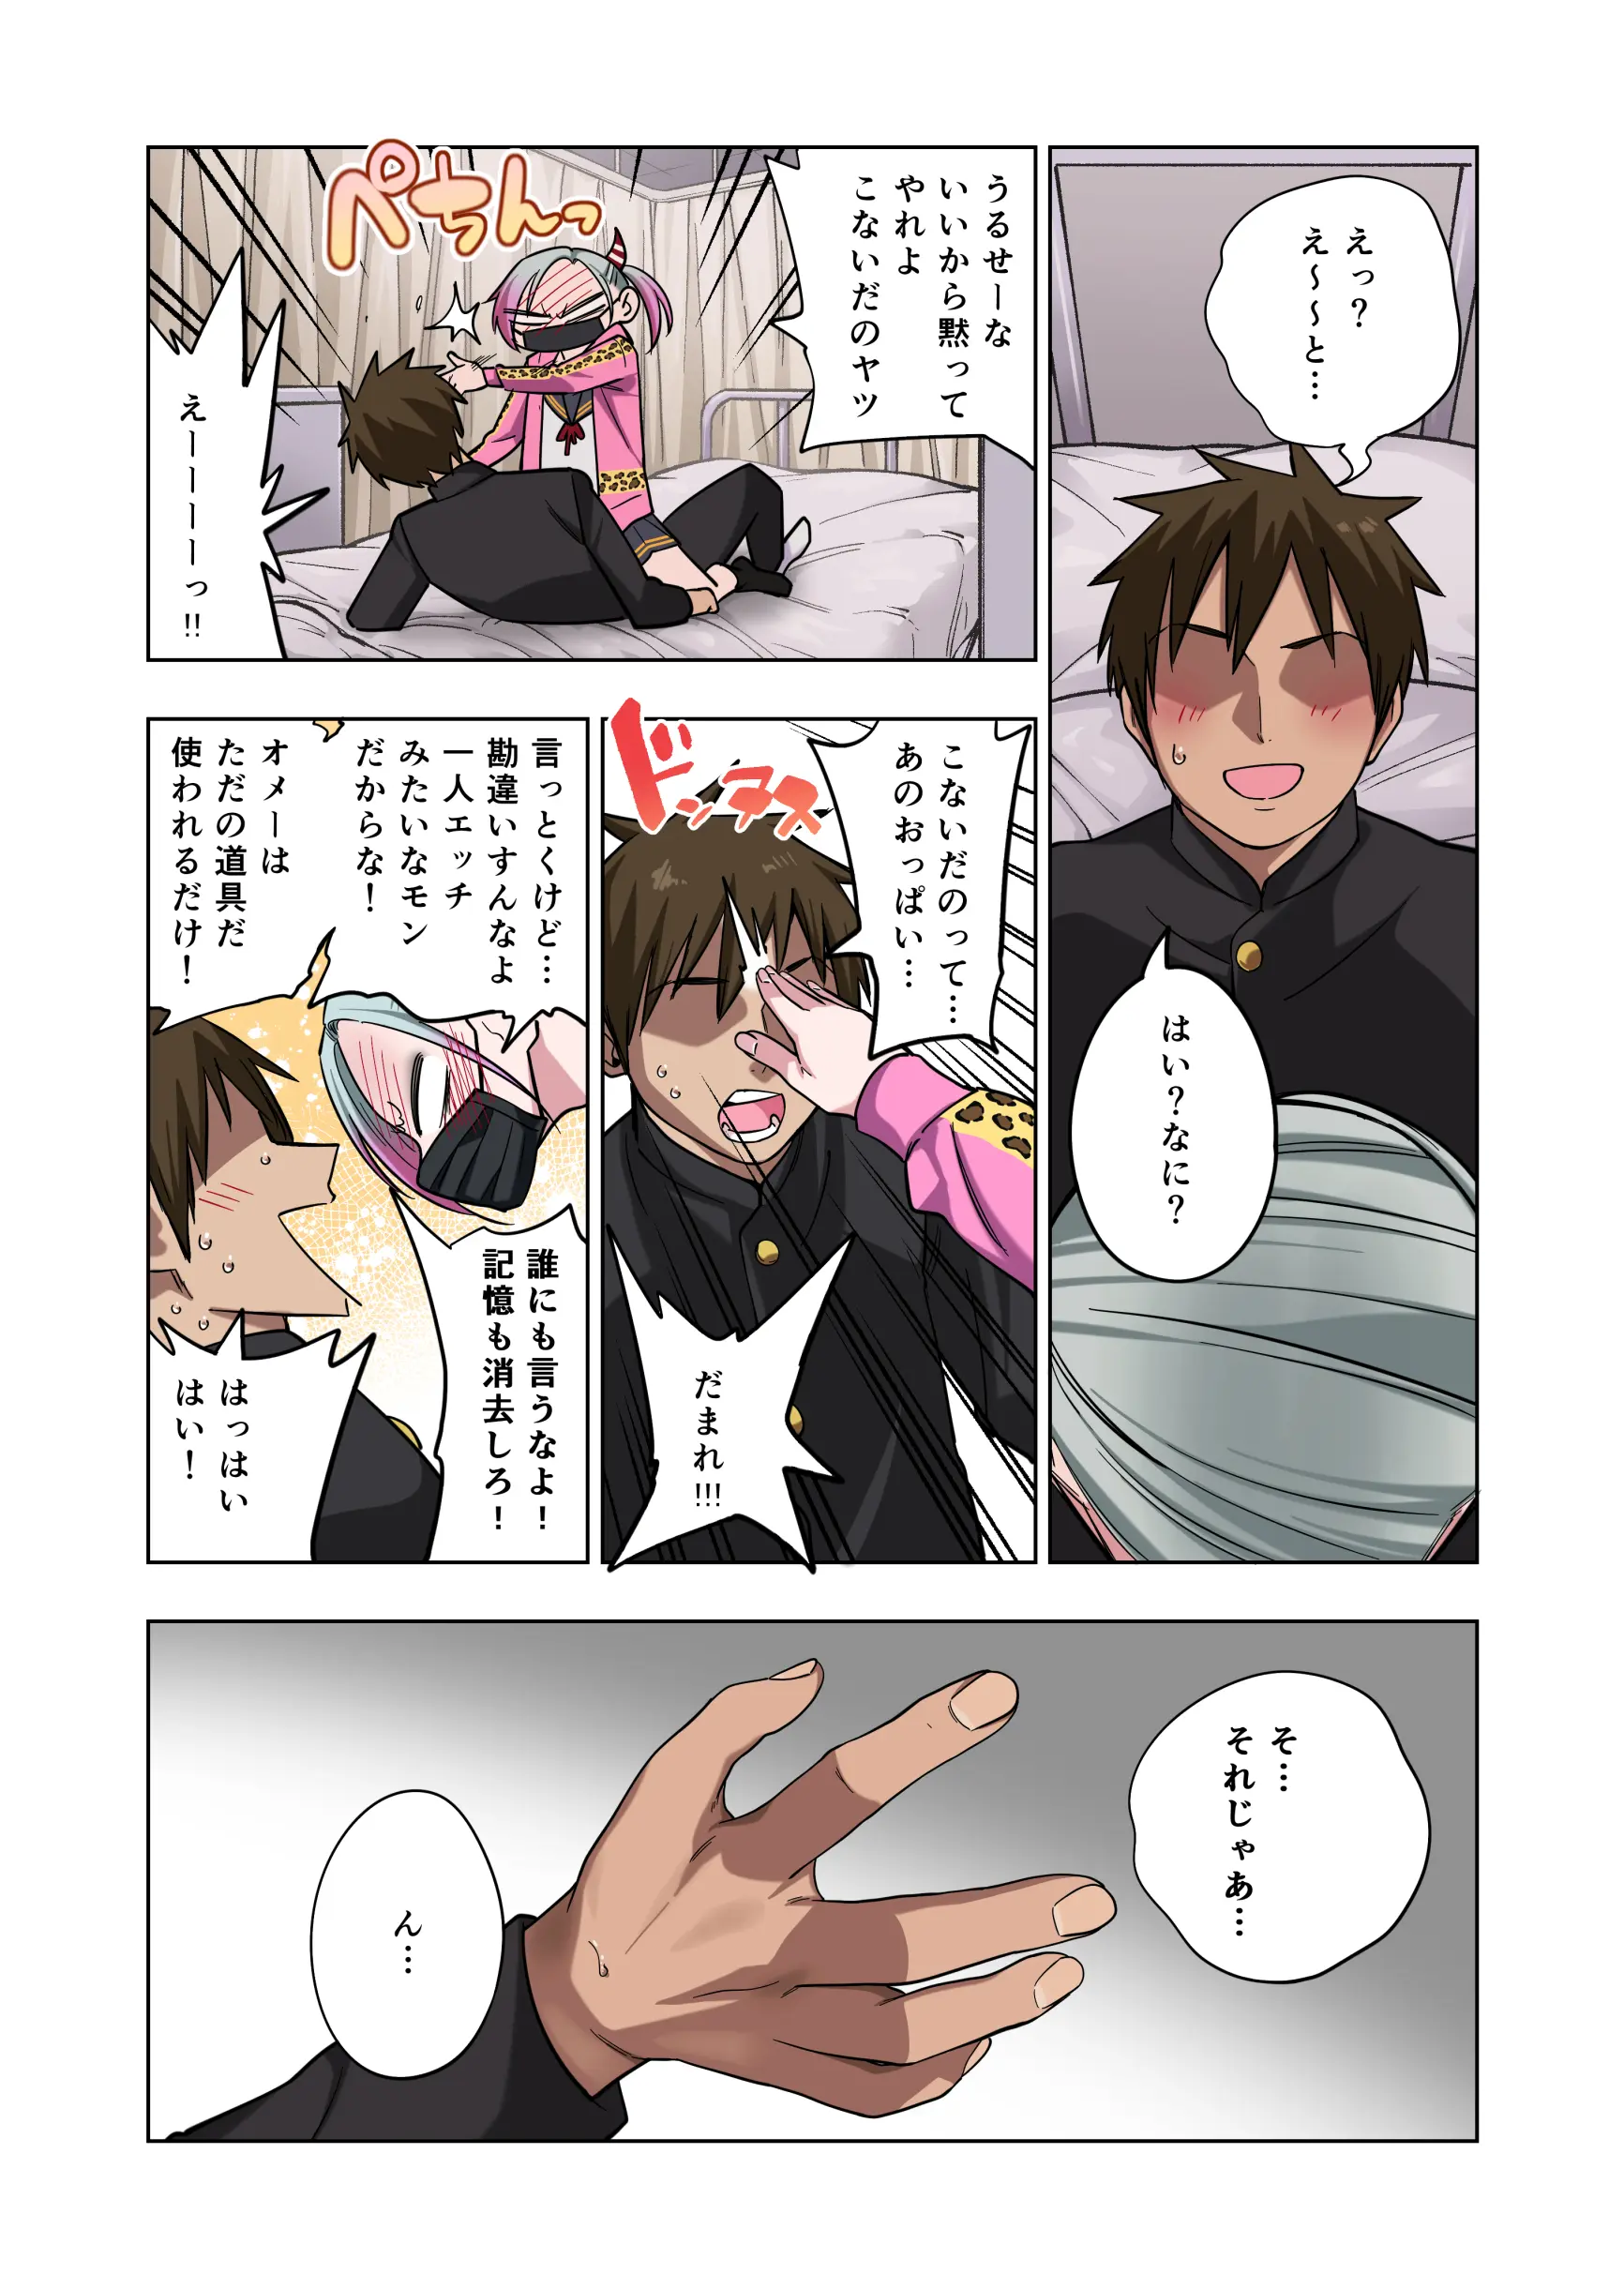 えっ?
え〜〜と…
はい?なに?
うるせーな
いいから黙って
やれよ
こないだのヤツ
ぺちんっ
えーーーーっ!!
こないだのって…
あのおっぱい…
ドンヌス
だまれ!!!
言っとくけど…
勘違いすんなよ
一人エッチ
みたいなモン
だからな!
オメーは
ただの道具だ
使われるだけ!
誰にも言うなよ!
記憶も消去しろ!
はっはい
はい!
そ…
それじゃあ…
ん…